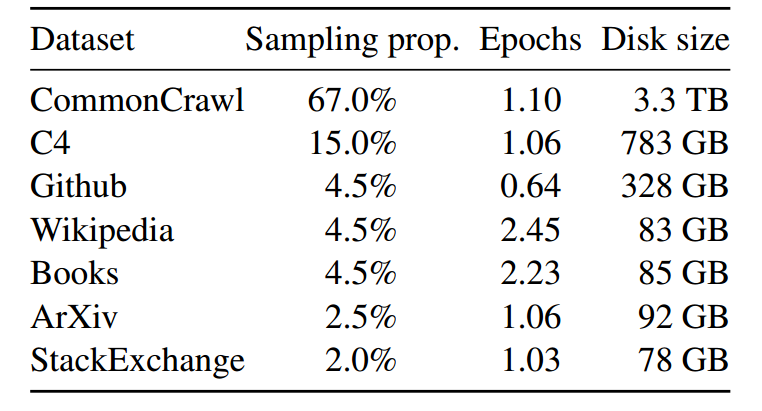 Dataset Sampling prop. Epochs Disk size
CommonCrawl 67.0% 1.10 3.3 TB
C4 15.0% 1.06 783 GB
Github 4.5% 0.64 328 GB
Wikipedia 4.5% 2.45 83 GB
Books 4.5% 2.23 85 GB
ArXiv 2.5% 1.06 92 GB
StackExchange 2.0% 1.03 78 GB